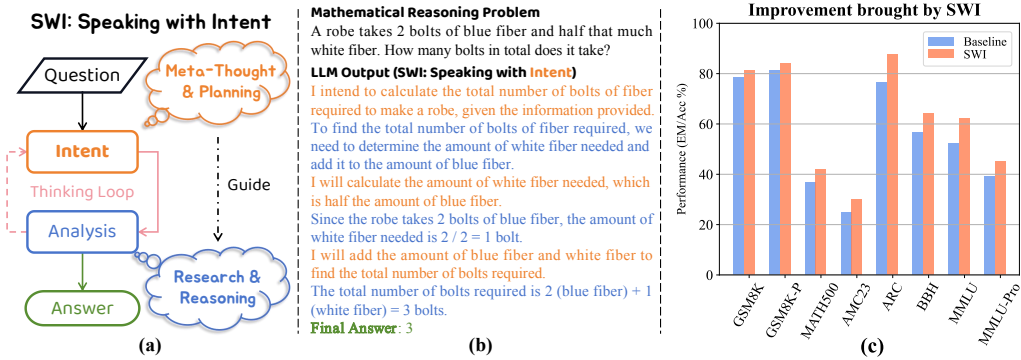 SWI: Speaking with Intent
Question
Meta-Thought
& Planning
Intent
Thinking Loop
Guide
Analysis
Research &
Reasoning
Answer
(a)
Mathematical Reasoning Problem
A robe takes 2 bolts of blue fiber and half that much
white fiber. How many bolts in total does it take?
LLM Output (SWI: Speaking with Intent)
I intend to calculate the total number of bolts of fiber
required to make a robe, given the information provided.
To find the total number of bolts of fiber required, we
need to determine the amount of white fiber needed and
add it to the amount of blue fiber.
I will calculate the amount of white fiber needed, which
is half the amount of blue fiber.
Since the robe takes 2 bolts of blue fiber, the amount of
white fiber needed is 2 / 2 = 1 bolt.
I will add the amount of blue fiber and white fiber to
find the total number of bolts required.
The total number of bolts required is 2 (blue fiber) + 1
(white fiber) = 3 bolts.
Final Answer: 3
(b)
Improvement brought by SWI
Baseline
SWI
Performance (EM/Acc %)
100
80
60
40
20
0
GSM8K
GSM8K-P
MATH500
AMC23
ARC
BBH
MMLU
MMLU-Pro
(c)